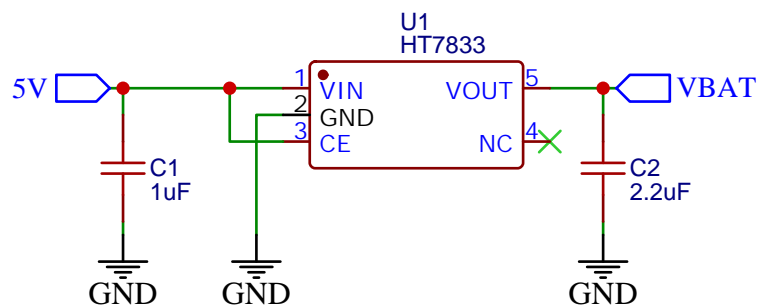 U1
HT7833
5V
1
VIN
VOUT
5
VBAT
2
GND
3
CE
NC
4
C1
1uF
C2
2.2uF
GND
GND
GND